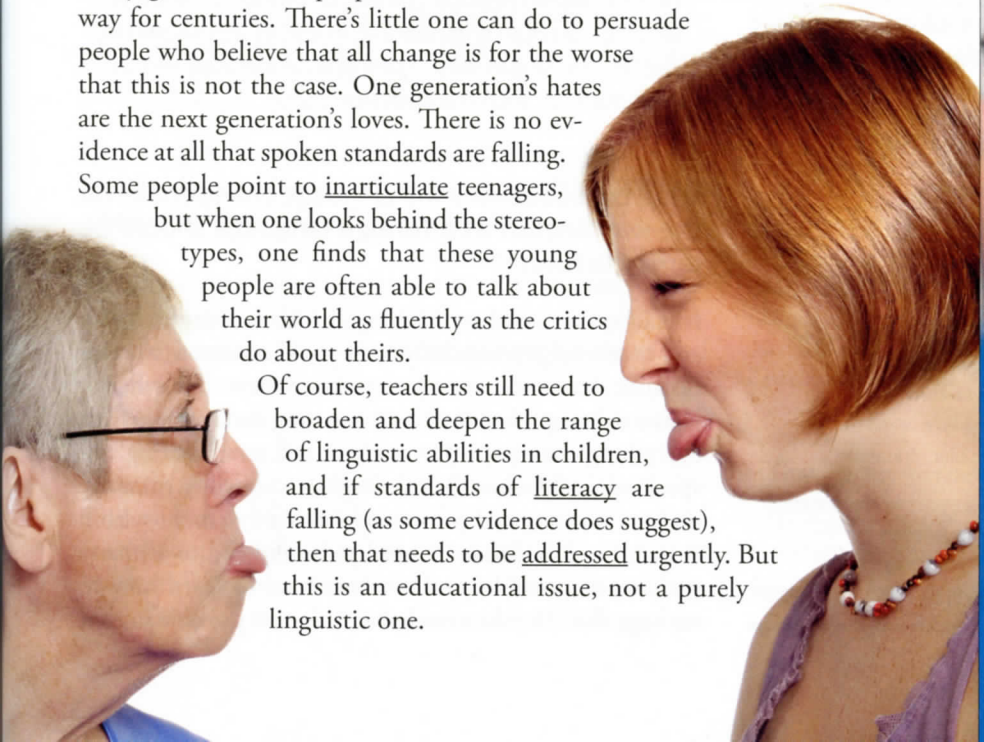 way for centuries. There's little one can do to persuade
people who believe that all change is for the worse
that this is not the case. One generation's hates
are the next generation's loves. There is no ev-
idence at all that spoken standards are falling.
Some people point to inarticulate teenagers,
but when one looks behind the stereo-
types, one finds that these young
people are often able to talk about
their world as fluently as the critics
do about theirs.
Of course, teachers still need to
broaden and deepen the range
of linguistic abilities in children,
and if standards of literacy are
falling (as some evidence does suggest),
then that needs to be addressed urgently. But
this is an educational issue, not a purely
linguistic one.